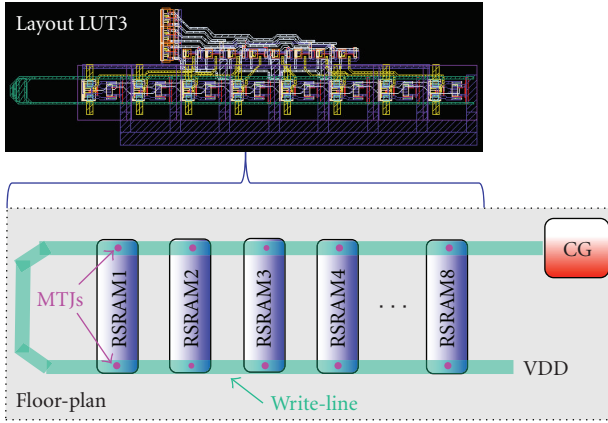 Layout LUT3
CG
RSRAM1
RSRAM2
RSRAM3
RSRAM4
. . .
RSRAM8
MTJs
VDD
Floor-plan
Write-line